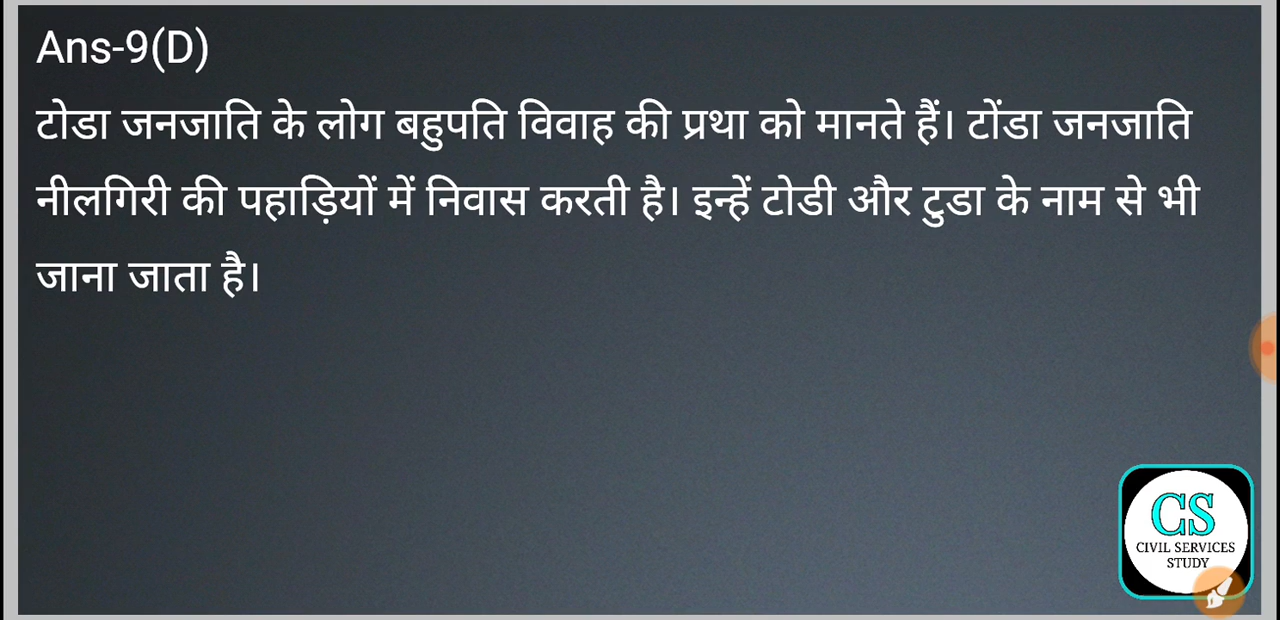 Ans-9(D)
टोडा जनजाति के लोग बहुपति विवाह की प्रथा को मानते हैं। टोंडा जनजाति
नीलगिरी की पहाड़ियों में निवास करती है। इन्हें टोडी और टुडा के नाम से भी
जाना जाता है।
CS
CIVIL SERVICES
STUDY